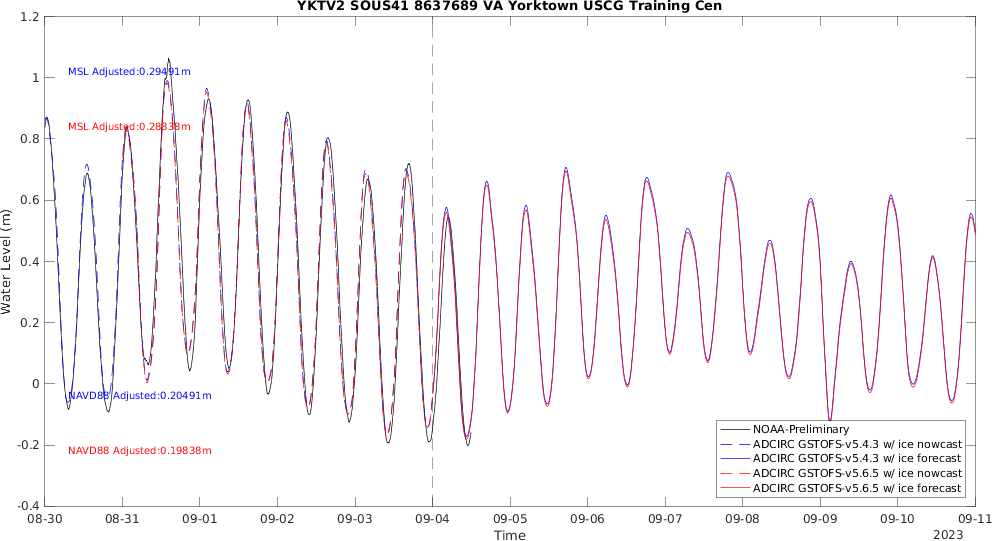 YKTV2 SOUS41 8637689 VA Yorktown USCG Training Cen
1.2
1
0.8
0.6
0.4
0.2
0
-0.2
-0.4
Water Level (m)
MSL Adjusted:0.29491m
MSL Adjusted:0.28838m
NAVD88 Adjusted:0.20491m
NAVD88 Adjusted:0.19838m
NOAA-Preliminary
ADCIRC GSTOFS-v5.4.3 w/ ice nowcast
ADCIRC GSTOFS-v5.4.3 w/ ice forecast
ADCIRC GSTOFS-v5.6.5 w/ ice nowcast
ADCIRC GSTOFS-v5.6.5 w/ ice forecast
08-30 08-31 09-01 09-02 09-03 09-04 09-05 09-06 09-07 09-08 09-09 09-10 09-11
Time
2023